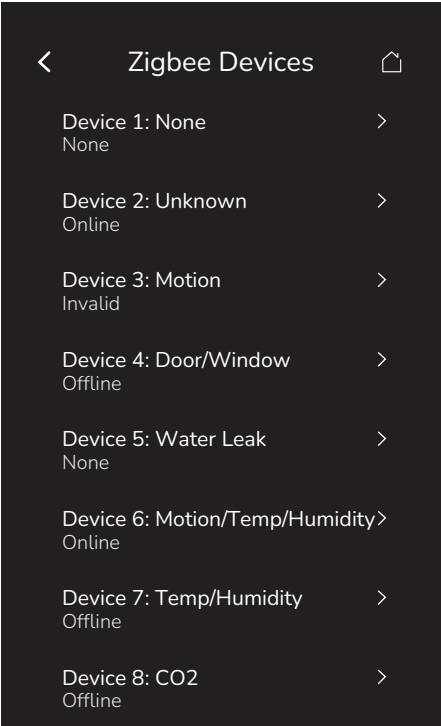 Zigbee Devices
Device 1: None
None
Device 2: Unknown
Online
Device 3: Motion
Invalid
Device 4: Door/Window
Offline
Device 5: Water Leak
None
Device 6: Motion/Temp/Humidity
Online
Device 7: Temp/Humidity
Offline
Device 8: CO2
Offline